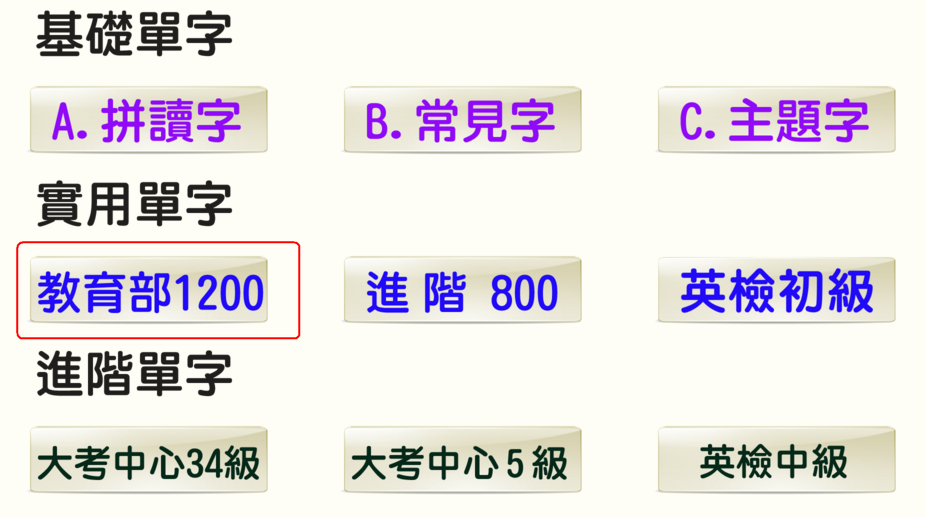 基礎單字
A.拼讀字 B.常見字 C.主題字
實用單字
教育部1200 進階 800 英檢初級
進階單字
大考中心34級 大考中心5級 英檢中級